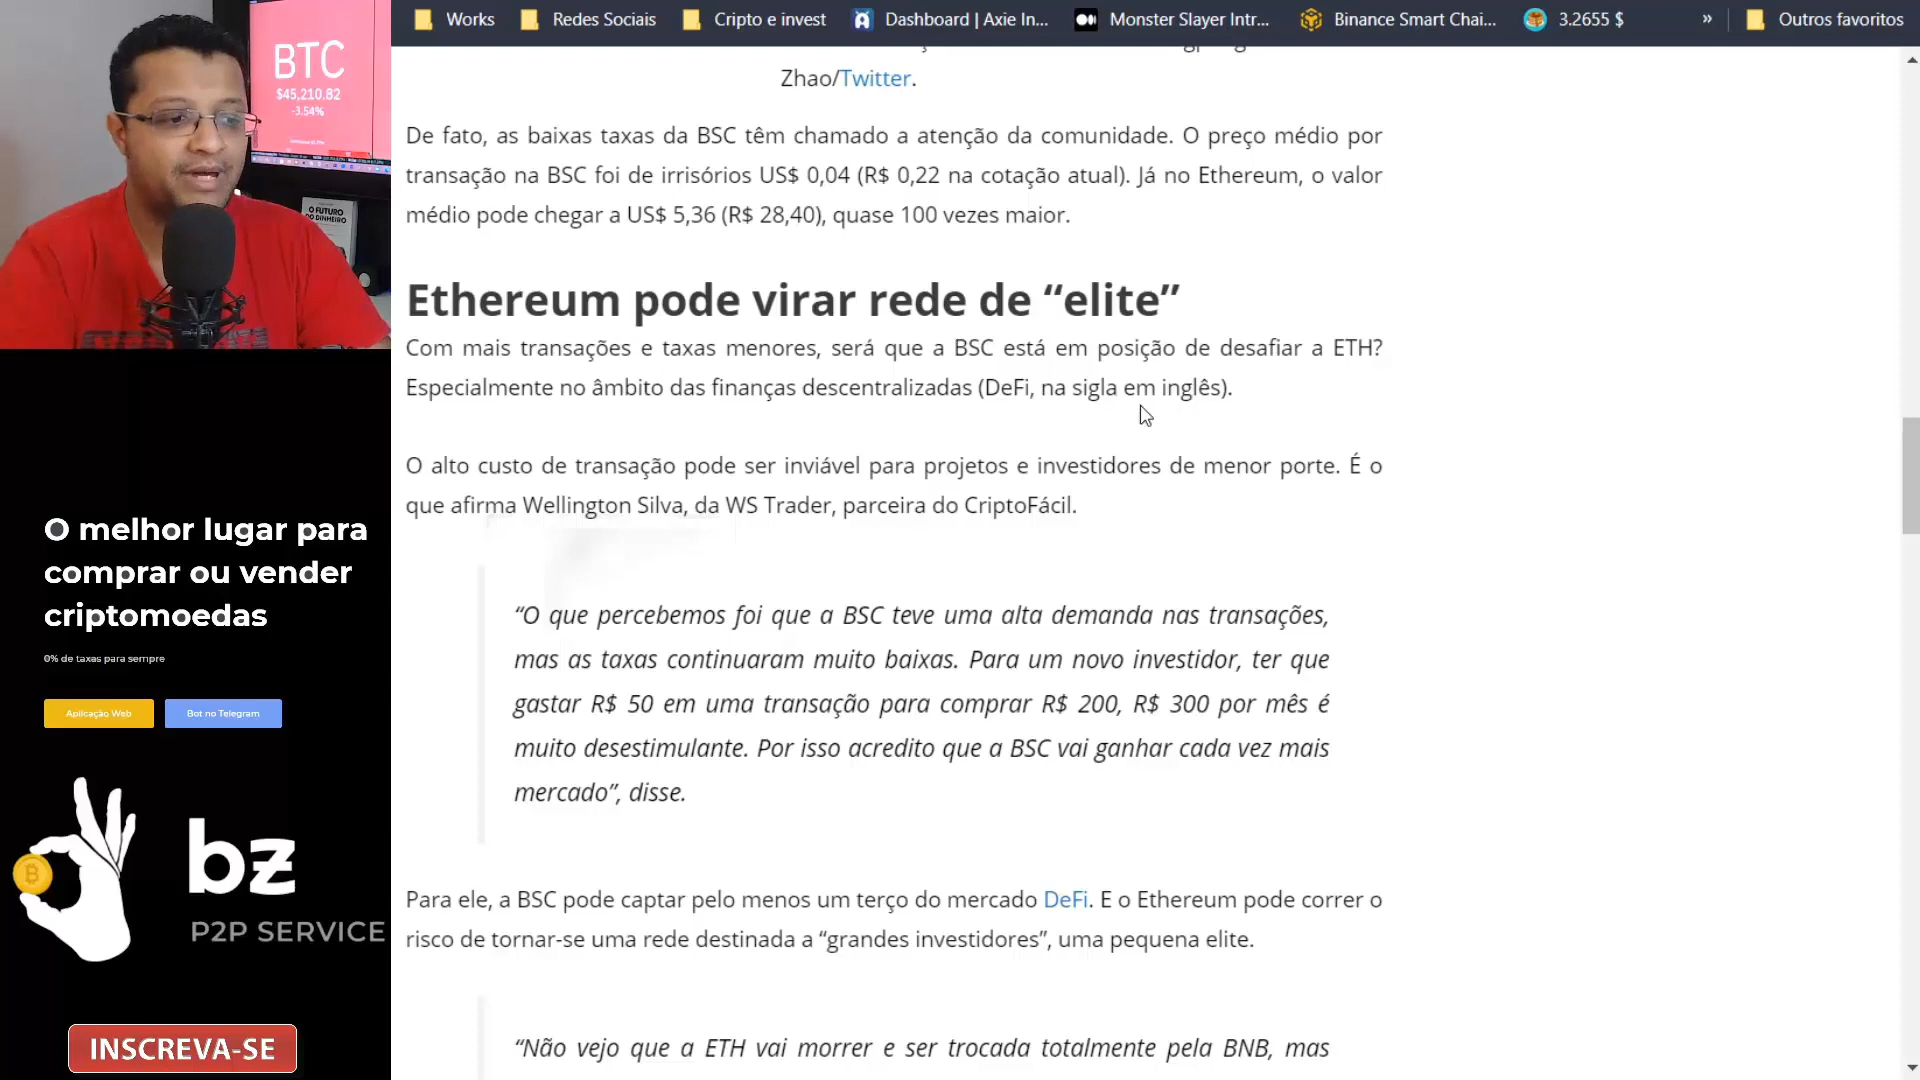 Works
Redes Sociais
Cripto e invest
Dashboard | Axie In...
Monster Slayer Intr...
Binance Smart Chai...
3.2655 $
»
Outros favoritos
BTC
$45,210.82
-3.54%
O FUTURO
DO DINHEIRO
Zhao/Twitter.
De fato, as baixas taxas da BSC têm chamado a atenção da comunidade. O preço médio por
transação na BSC foi de irrisórios US$ 0,04 (R$ 0,22 na cotação atual). Já no Ethereum, o valor
médio pode chegar a US$ 5,36 (R$ 28,40), quase 100 vezes maior.
Ethereum pode virar rede de “elite”
Com mais transações e taxas menores, será que a BSC está em posição de desafiar a ETH?
Especialmente no âmbito das finanças descentralizadas (DeFi, na sigla em inglês).
O alto custo de transação pode ser inviável para projetos e investidores de menor porte. É o
que afirma Wellington Silva, da WS Trader, parceira do CriptoFácil.
“O que percebemos foi que a BSC teve uma alta demanda nas transações,
mas as taxas continuaram muito baixas. Para um novo investidor, ter que
gastar R$ 50 em uma transação para comprar R$ 200, R$ 300 por mês é
muito desestimulante. Por isso acredito que a BSC vai ganhar cada vez mais
mercado”, disse.
Para ele, a BSC pode captar pelo menos um terço do mercado DeFi. E o Ethereum pode correr o
risco de tornar-se uma rede destinada a “grandes investidores”, uma pequena elite.
“Não vejo que a ETH vai morrer e ser trocada totalmente pela BNB, mas
O melhor lugar para
comprar ou vender
criptomoedas
0% de taxas para sempre
Aplicação Web
Bot no Telegram
bz
P2P SERVICE
INSCREVA-SE